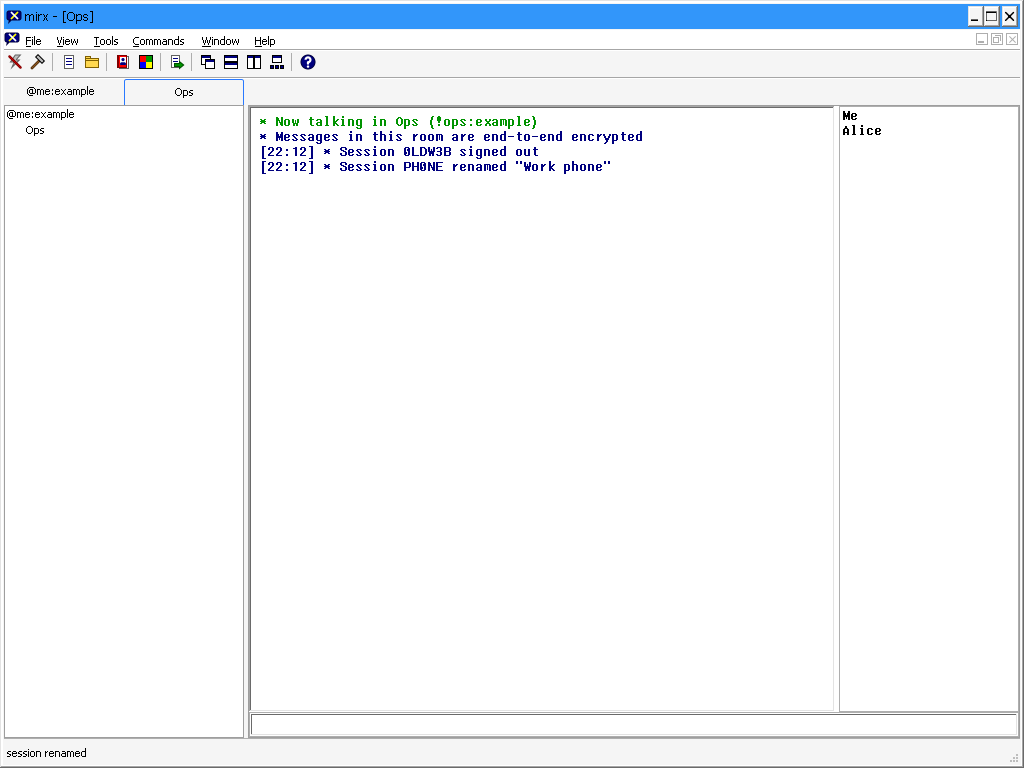 mirx - [Ops]
File View Tools Commands Window Help
@me:example Ops
@me:example
Ops
* Now talking in Ops (!ops:example)
* Messages in this room are end-to-end encrypted
[22:12] * Session 0LDW3B signed out
[22:12] * Session PH0NE renamed "Work phone"
Me
Alice
session renamed